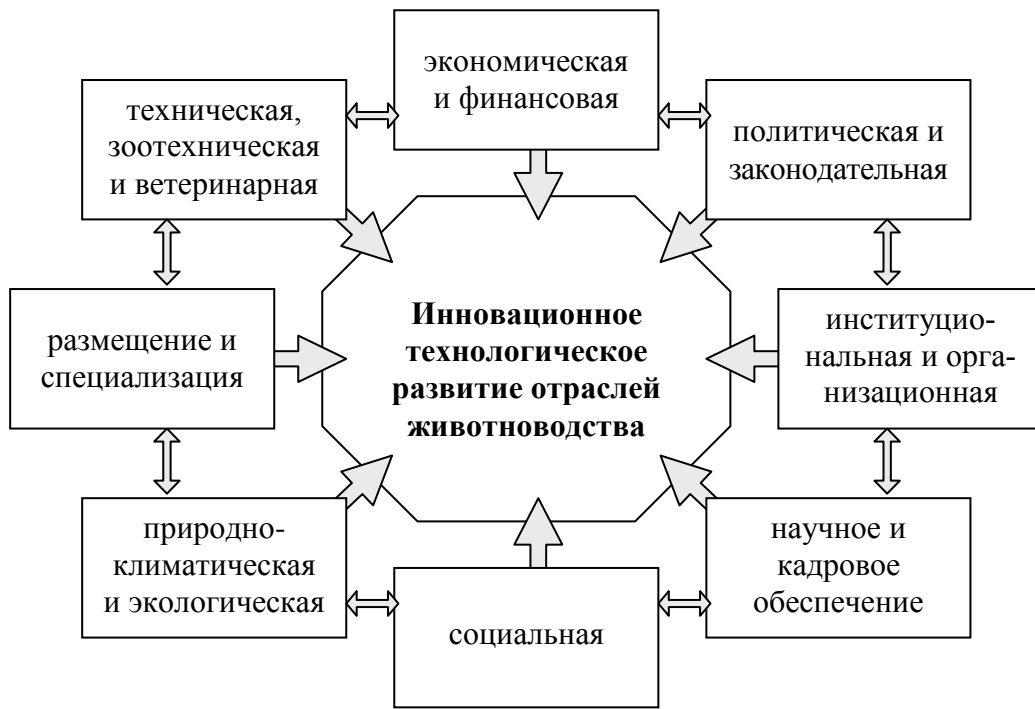 экономическая
и финансовая
техническая,
зоотехническая
и ветеринарная
политическая и
законодательная
размещение и
специализация
Инновационное
технологическое
развитие отраслей
животноводства
институцио-
нальная и орга-
низационная
природно-
климатическая
и экологическая
социальная
научное и
кадровое
обеспечение